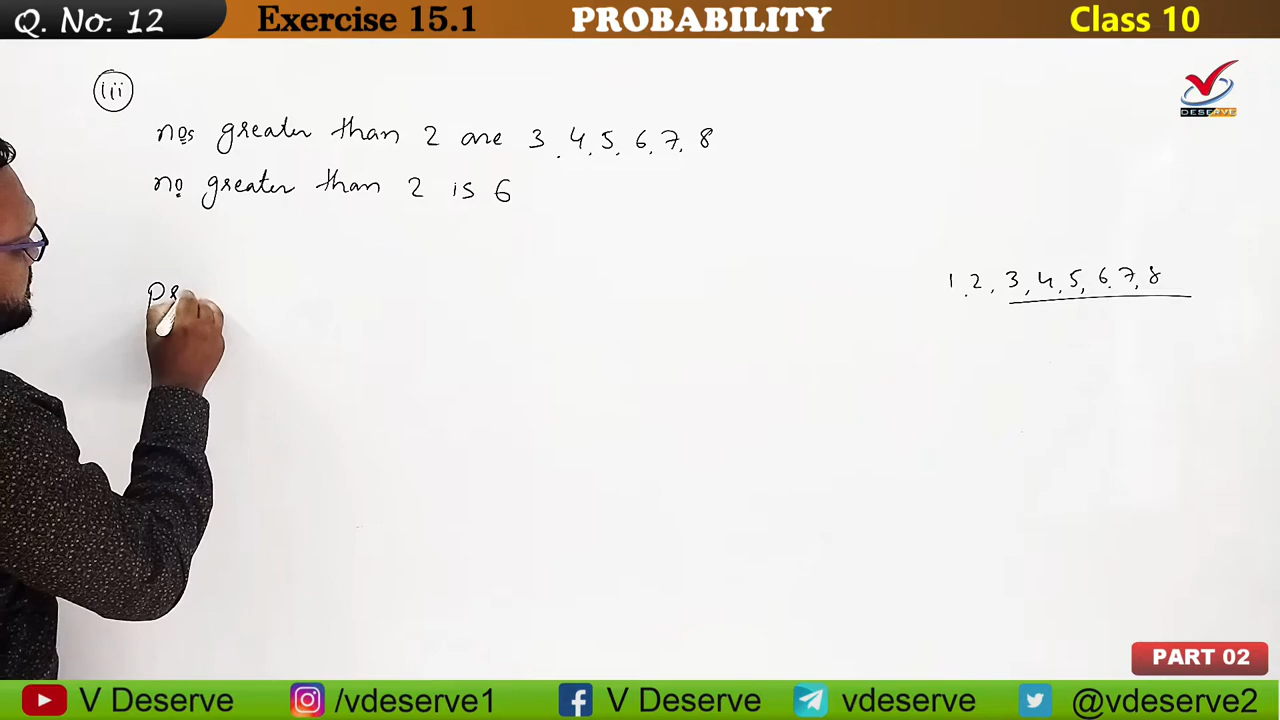 Q. No. 12
Exercise 15.1
PROBABILITY
Class 10
DESERVE
iii
nos greater than 2 are 3, 4, 5, 6, 7, 8
no greater than 2 is 6
1, 2, 3, 4, 5, 6, 7, 8
PART 02
V Deserve
/vdeserve1
V Deserve
vdeserve
@vdeserve2